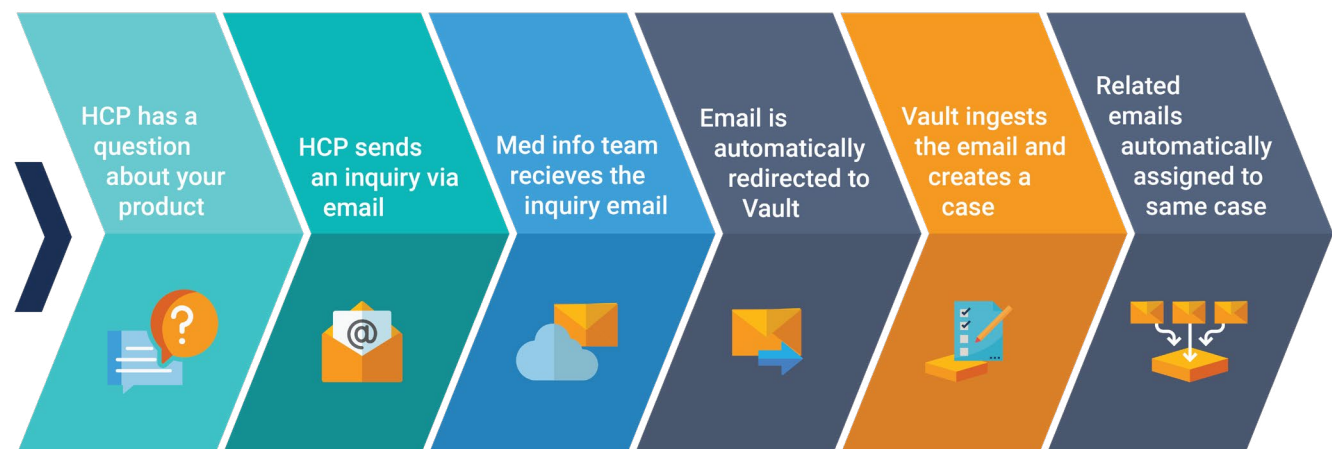 HCP has a
question
about your
product
HCP sends
an inquiry via
email
Med info team
recieves the
inquiry email
Email is
automatically
redirected to
Vault
Vault ingests
the email and
creates a
case
Related
emails
automatically
assigned to
same case
?
@